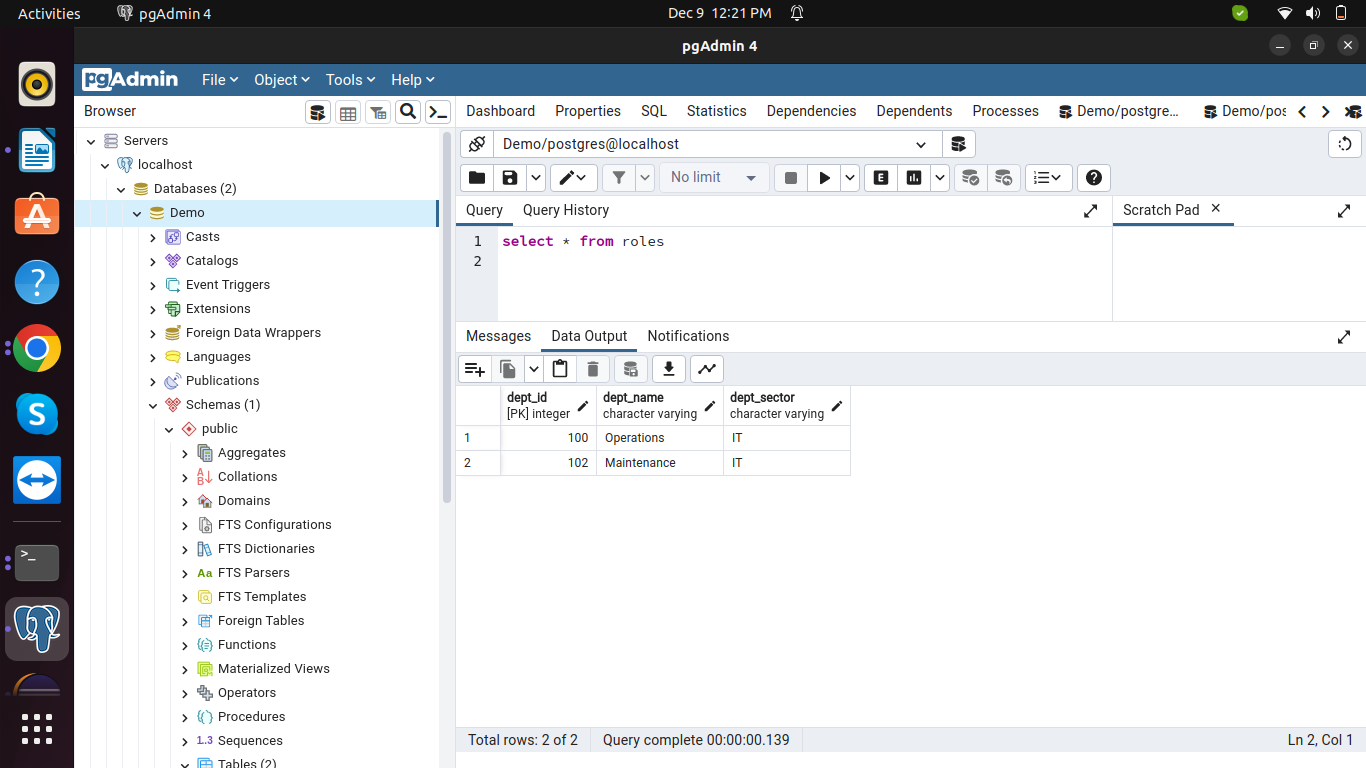 Activities pgAdmin 4 Dec 9 12:21 PM
pgAdmin 4
pgAdmin File Object Tools Help
Browser
Dashboard Properties SQL Statistics Dependencies Dependents Processes Demo/postgre... Demo/pos
Servers
localhost
Databases (2)
Demo
Casts
Catalogs
Event Triggers
Extensions
Foreign Data Wrappers
Languages
Publications
Schemas (1)
public
Aggregates
Collations
Domains
FTS Configurations
FTS Dictionaries
Aa FTS Parsers
FTS Templates
Foreign Tables
Functions
Materialized Views
Operators
Procedures
1..3 Sequences
Tables (2)
Demo/postgres@localhost
No limit
E
Query Query History
Scratch Pad
1 select * from roles
2
Messages Data Output Notifications
dept_id dept_name dept_sector
[PK] integer character varying character varying
1 100 Operations IT
2 102 Maintenance IT
Total rows: 2 of 2 Query complete 00:00:00.139 Ln 2, Col 1